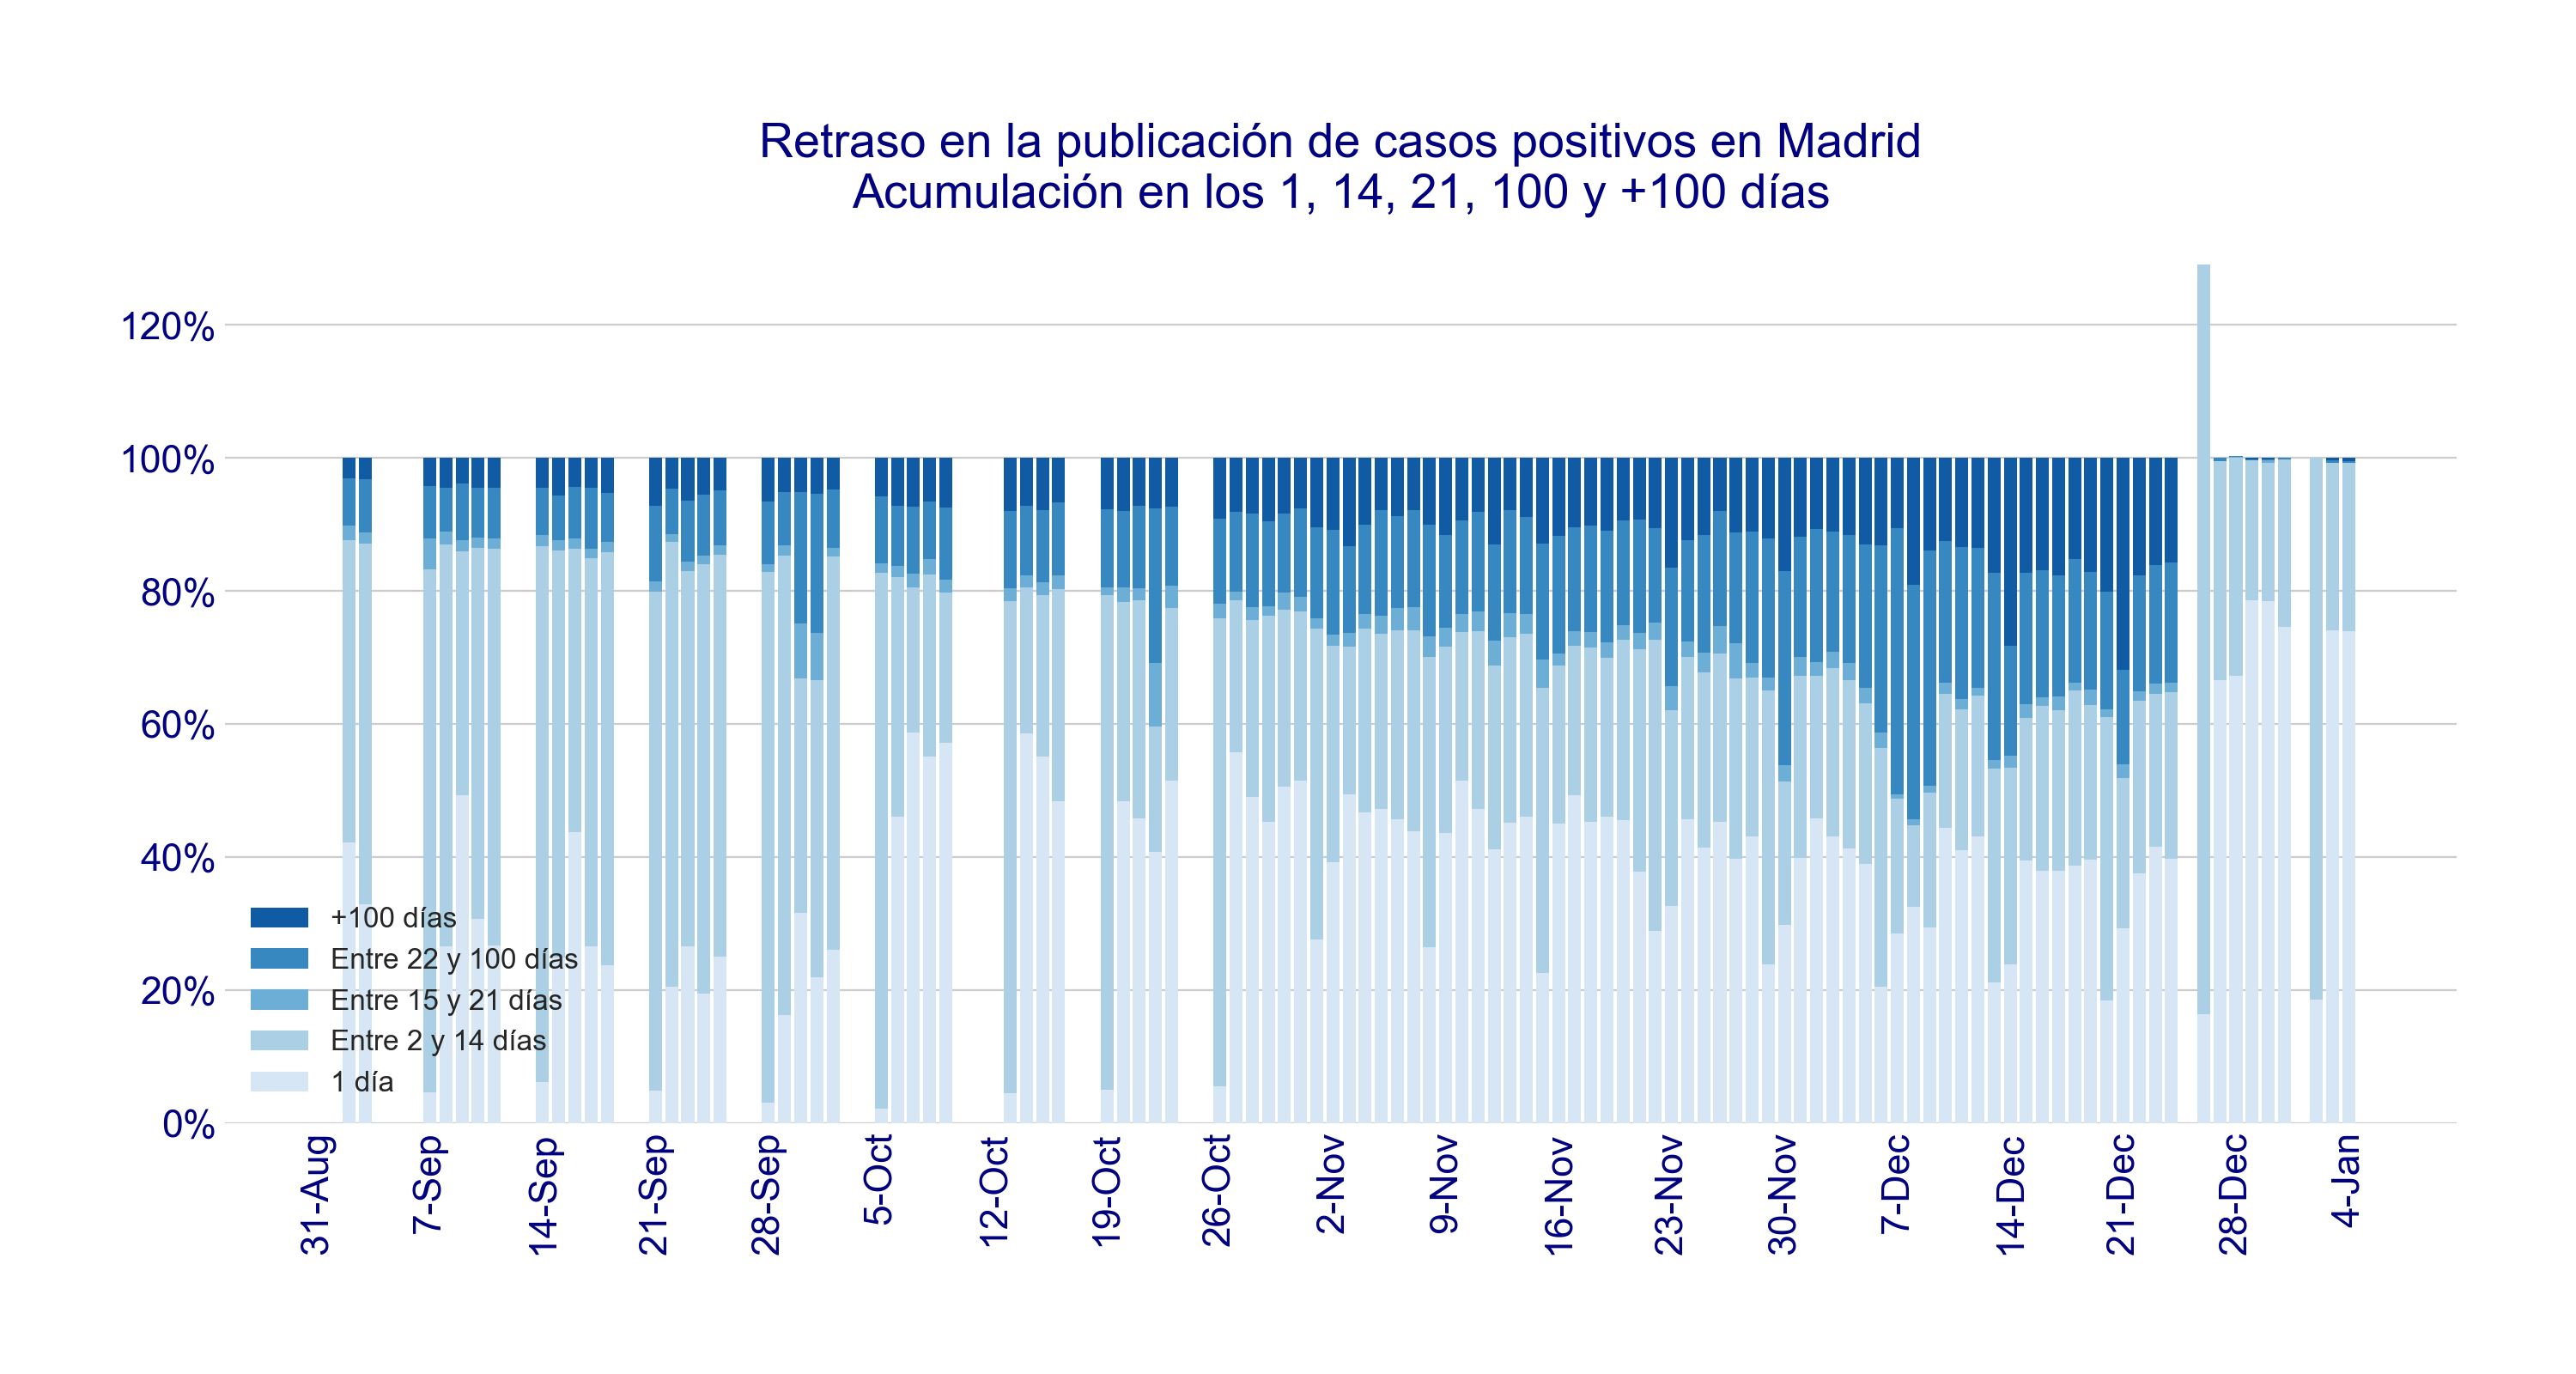 Retraso en la publicación de casos positivos en Madrid
Acumulación en los 1, 14, 21, 100 y +100 días
120%
100%
80%
60%
40%
20%
0%
+100 días
Entre 22 y 100 días
Entre 15 y 21 días
Entre 2 y 14 días
1 día
31-Aug
7-Sep
14-Sep
21-Sep
28-Sep
5-Oct
12-Oct
19-Oct
26-Oct
2-Nov
9-Nov
16-Nov
23-Nov
30-Nov
7-Dec
14-Dec
21-Dec
28-Dec
4-Jan